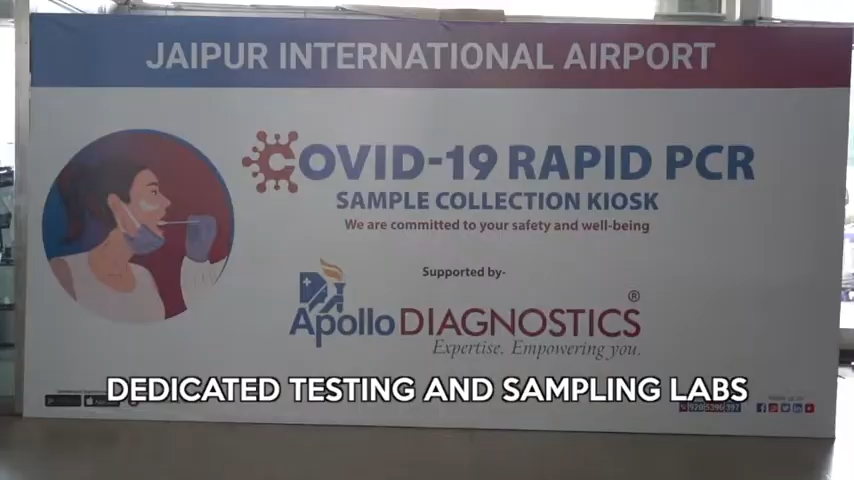 JAIPUR INTERNATIONAL AIRPORT
COVID-19 RAPID PCR
SAMPLE COLLECTION KIOSK
We are committed to your safety and well-being
Supported by-
Apollo DIAGNOSTICS®
Expertise. Empowering you.
DEDICATED TESTING AND SAMPLING LABS